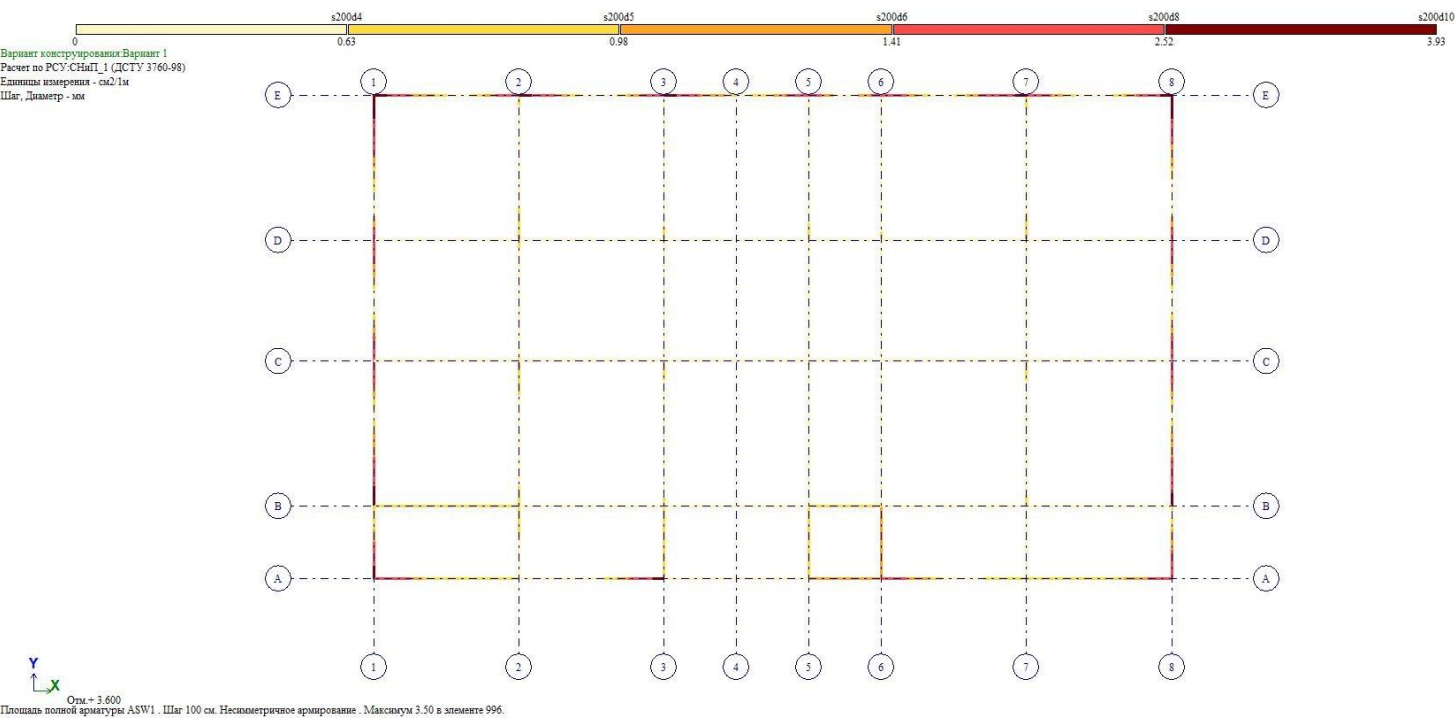 s200d4 s200d5 s200d6 s200d8 s200d10
0 0.63 0.98 1.41 2.52 3.93
Вариант конструирования:Вариант 1
Расчет по РСУ:СНиП_1 (ДСТУ 3760-98)
Единицы измерения - см2/1м
Шаг, Диаметр - мм
1 2 3 4 5 6 7 8
E E
D D
C C
B B
A A
1 2 3 4 5 6 7 8
Y
X
Отм.+ 3.600
Площадь полной арматуры ASW1 . Шаг 100 см. Несимметричное армирование . Максимум 3.50 в элементе 996.